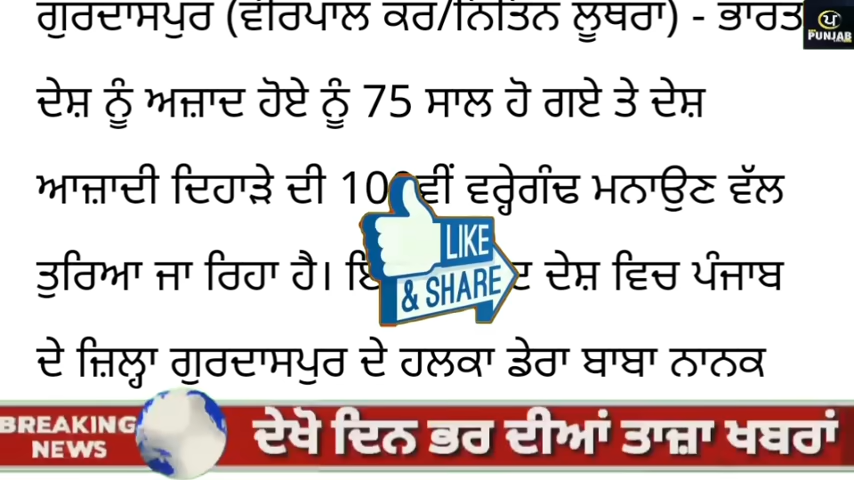 ਗੁਰਦਾਸਪੁਰ (ਵੀਰਪਾਲ ਕੌਰ/ਨਿਤਿਨ ਲੂਥਰਾ) - ਭਾਰਤ
ਪ
PUNJAB
ਦੇਸ਼ ਨੂੰ ਅਜ਼ਾਦ ਹੋਏ ਨੂੰ 75 ਸਾਲ ਹੋ ਗਏ ਤੇ ਦੇਸ਼
ਆਜ਼ਾਦੀ ਦਿਹਾੜੇ ਦੀ ਵਰ੍ਹੇਗੰਢ ਮਨਾਉਣ ਵੱਲ
ਤੁਰਿਆ ਜਾ ਰਿਹਾ ਹੈ। ਦੇਸ਼ ਵਿਚ ਪੰਜਾਬ
LIKE
& SHARE
ਦੇ ਜ਼ਿਲ੍ਹਾ ਗੁਰਦਾਸਪੁਰ ਦੇ ਹਲਕਾ ਡੇਰਾ ਬਾਬਾ ਨਾਨਕ
BREAKING
NEWS
ਦੇਖੋ ਦਿਨ ਭਰ ਦੀਆਂ ਤਾਜ਼ਾ ਖਬਰਾਂ